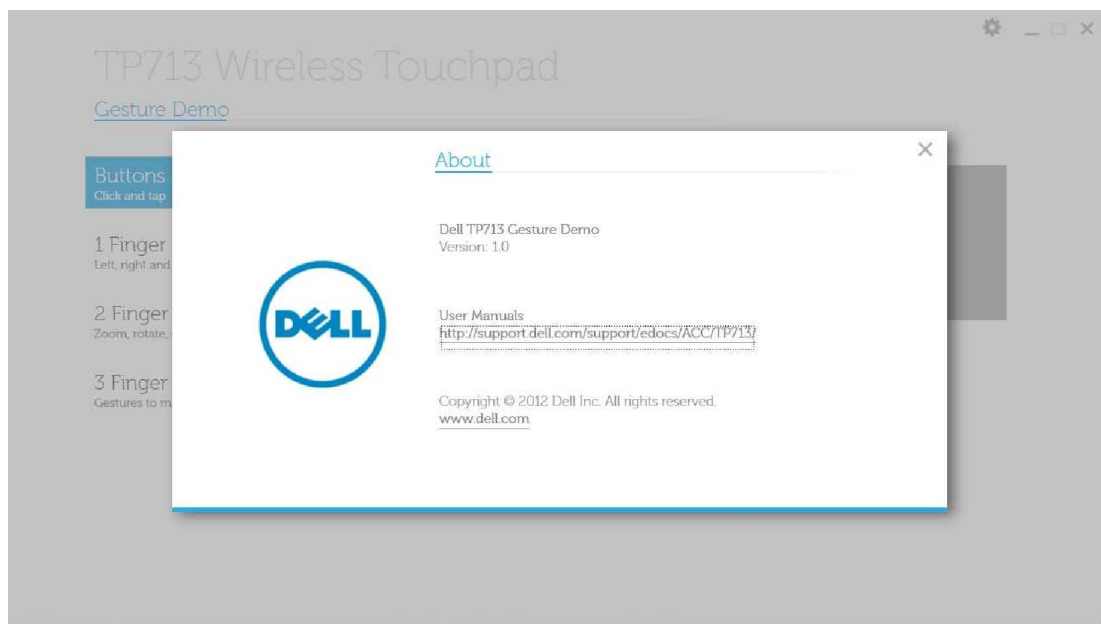 TP713 Wireless Touchpad
Gesture Demo
Buttons
Click and tap
1 Finger
Left, right and
2 Finger
Zoom, rotate,
3 Finger
Gestures to m
About
Dell TP713 Gesture Demo
Version: 1.0
DELL
User Manuals
http://support.dell.com/support/edocs/ACC/TP713/
Copyright © 2012 Dell Inc. All rights reserved.
www.dell.com